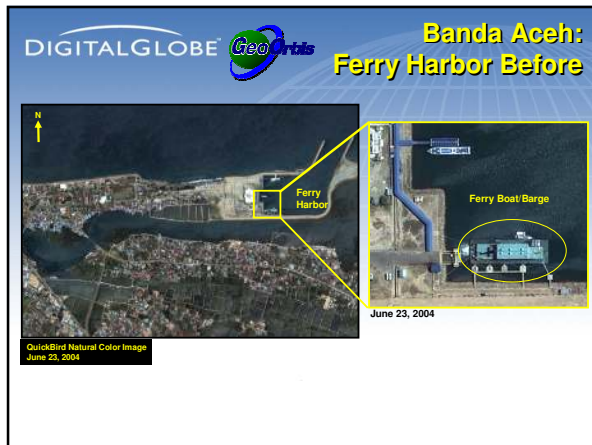 DIGITALGLOBE
GeoOrbis
Banda Aceh:
Ferry Harbor Before
N
Ferry
Harbor
Ferry Boat/Barge
June 23, 2004
QuickBird Natural Color Image
June 23, 2004